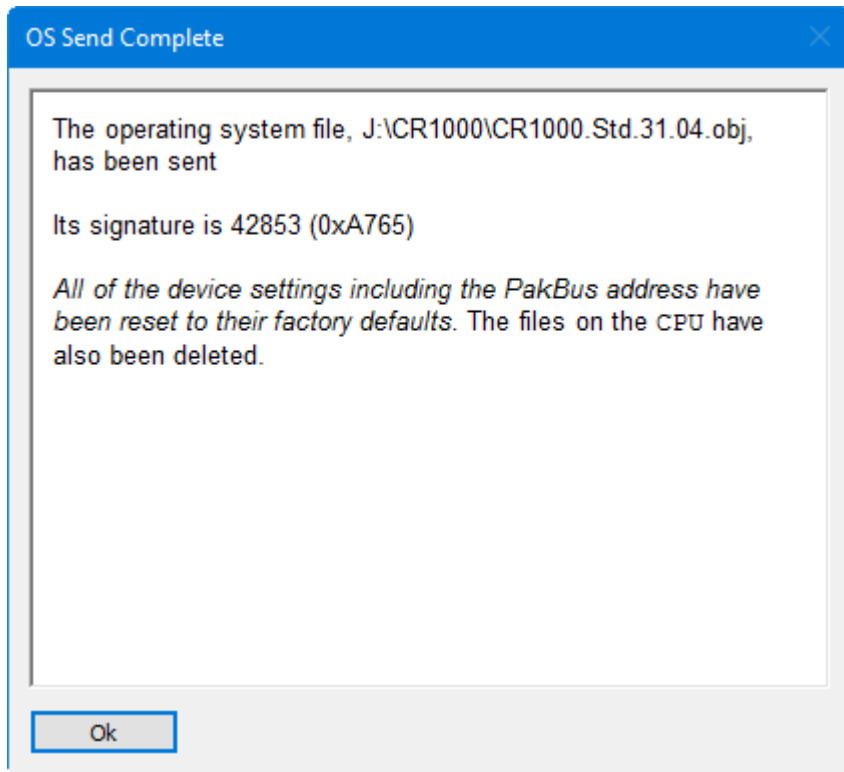 OS Send Complete
The operating system file, J:\CR1000\CR1000.Std.31.04.obj,
has been sent
Its signature is 42853 (0xA765)
All of the device settings including the PakBus address have
been reset to their factory defaults. The files on the CPU have
also been deleted.
Ok